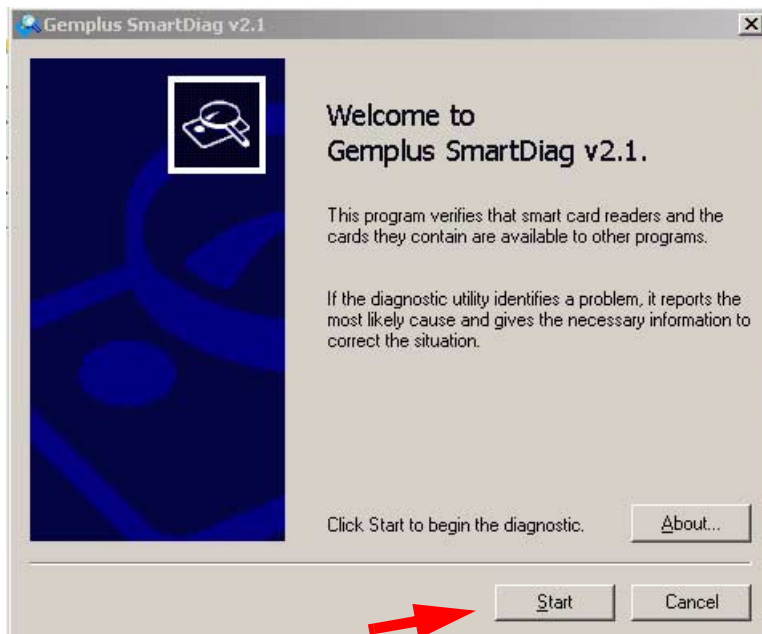 Gemplus SmartDiag v2.1
Welcome to
Gemplus SmartDiag v2.1.
This program verifies that smart card readers and the
cards they contain are available to other programs.
If the diagnostic utility identifies a problem, it reports the
most likely cause and gives the necessary information to
correct the situation.
Click Start to begin the diagnostic.
About...
Start
Cancel